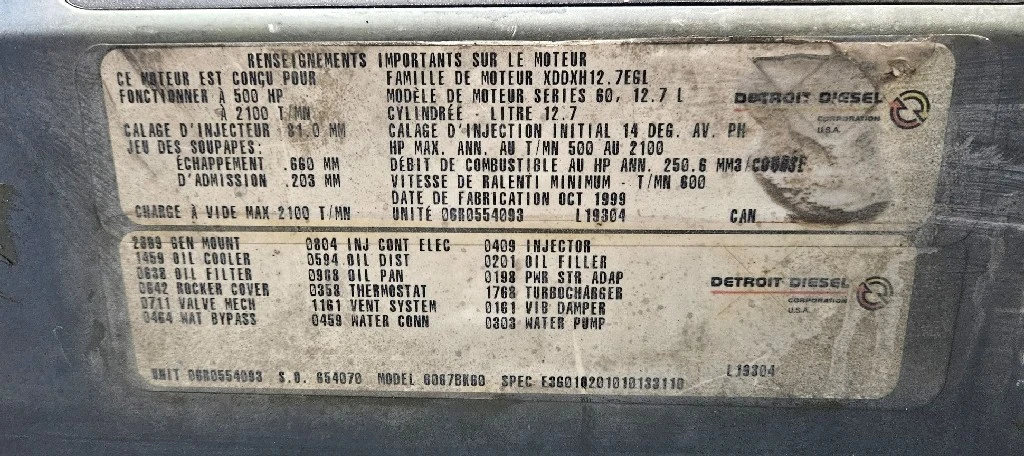 RENSEIGNEMENTS IMPORTANTS SUR LE MOTEUR
CE MOTEUR EST CONÇU POUR FAMILLE DE MOTEUR XDDXH12.7EGL
FONCTIONNER À 500 HP MODÈLE DE MOTEUR SERIES 60, 12.7 L
À 2100 T/MN CYLINDRÉE - LITRE 12.7
DETROIT DIESEL
CORPORATION
U.S.A.
CALAGE D'INJECTEUR 81.0 MM CALAGE D'INJECTION INITIAL 14 DEG. AV. PH
JEU DES SOUPAPES: HP MAX. ANN. AU T/MN 500 AU 2100
ÉCHAPPEMENT .660 MM DÉBIT DE COMBUSTIBLE AU HP ANN. 250.6 MM3/COURSE
D'ADMISSION .203 MM VITESSE DE RALENTI MINIMUM - T/MN 600
DATE DE FABRICATION OCT 1999
CHARGE À VIDE MAX 2100 T/MN UNITÉ 06R0554093 L19304 CAN
2889 GEN MOUNT 0804 INJ CONT ELEC 0409 INJECTOR
1459 OIL COOLER 0594 OIL DIST 0201 OIL FILLER
0638 OIL FILTER 0968 OIL PAN 0198 PWR STR ADAP
0642 ROCKER COVER 0358 THERMOSTAT 1768 TURBOCHARGER
0711 VALVE MECH 1161 VENT SYSTEM 0161 VIB DAMPER
0464 WAT BYPASS 0459 WATER CONN 0303 WATER PUMP
DETROIT DIESEL
CORPORATION
U.S.A.
UNIT 06R0554093 S.O. 654070 MODEL 6067BK60 SPEC E36010201010133110 L19304